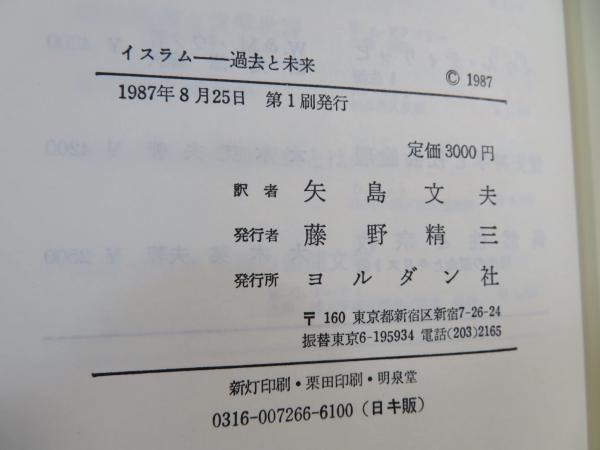 イスラム――過去と未来
© 1987
1987年8月25日 第1刷発行
定価3000円
訳者 矢島文夫
発行者 藤野精三
発行所 ヨルダン社
〒160 東京都新宿区新宿7-26-24
振替東京6-195934 電話(203)2165
新灯印刷・栗田印刷・明泉堂
0316-007266-6100(日キ販)